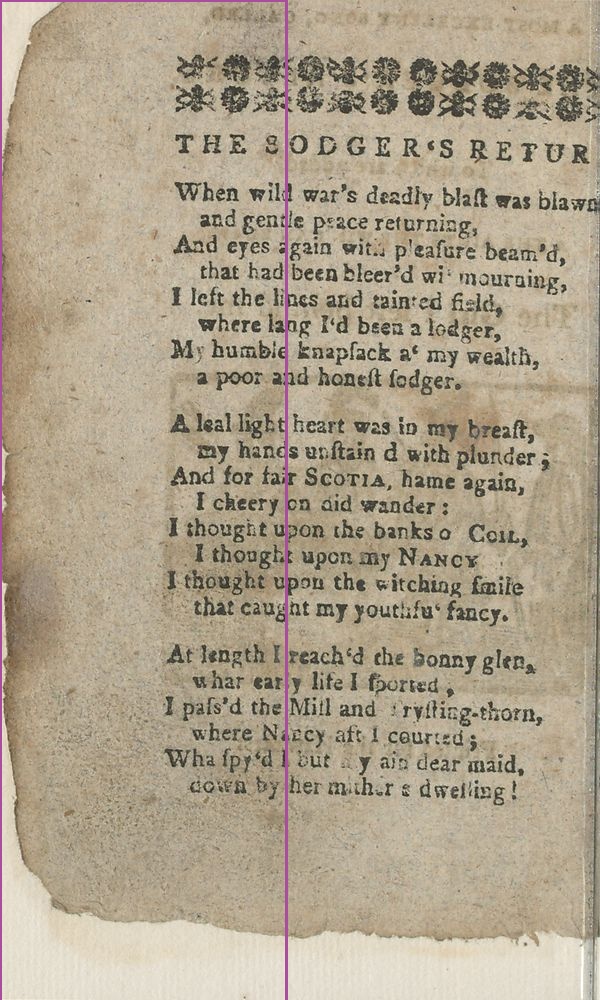 THE SODGER'S RETUR
When wild war's deadly blaſt was blawn
and gentle peace returning,
And eyes again with pleaſure beam'd,
that had been bleer'd wi' mourning,
I left the lines and tainted field,
where lang I'd been a lodger,
My humble knapſack a' my wealth,
a poor and honeſt ſodger.
A leal light heart was in my breaſt,
my hands unſtain d with plunder;
And for fair SCOTIA, hame again,
I cheery on did wander:
I thought upon the banks o COIL,
I thought upon my NANCY
I thought upon the witching ſmile
that caught my youthfu' fancy.
At length I reach'd the bonny glen,
whar early life I ſported,
I paſs'd the Mill and tryſting-thorn,
where Nancy aft I courted;
Wha ſpy'd I but my ain dear maid,
down by her mither s dwelling!